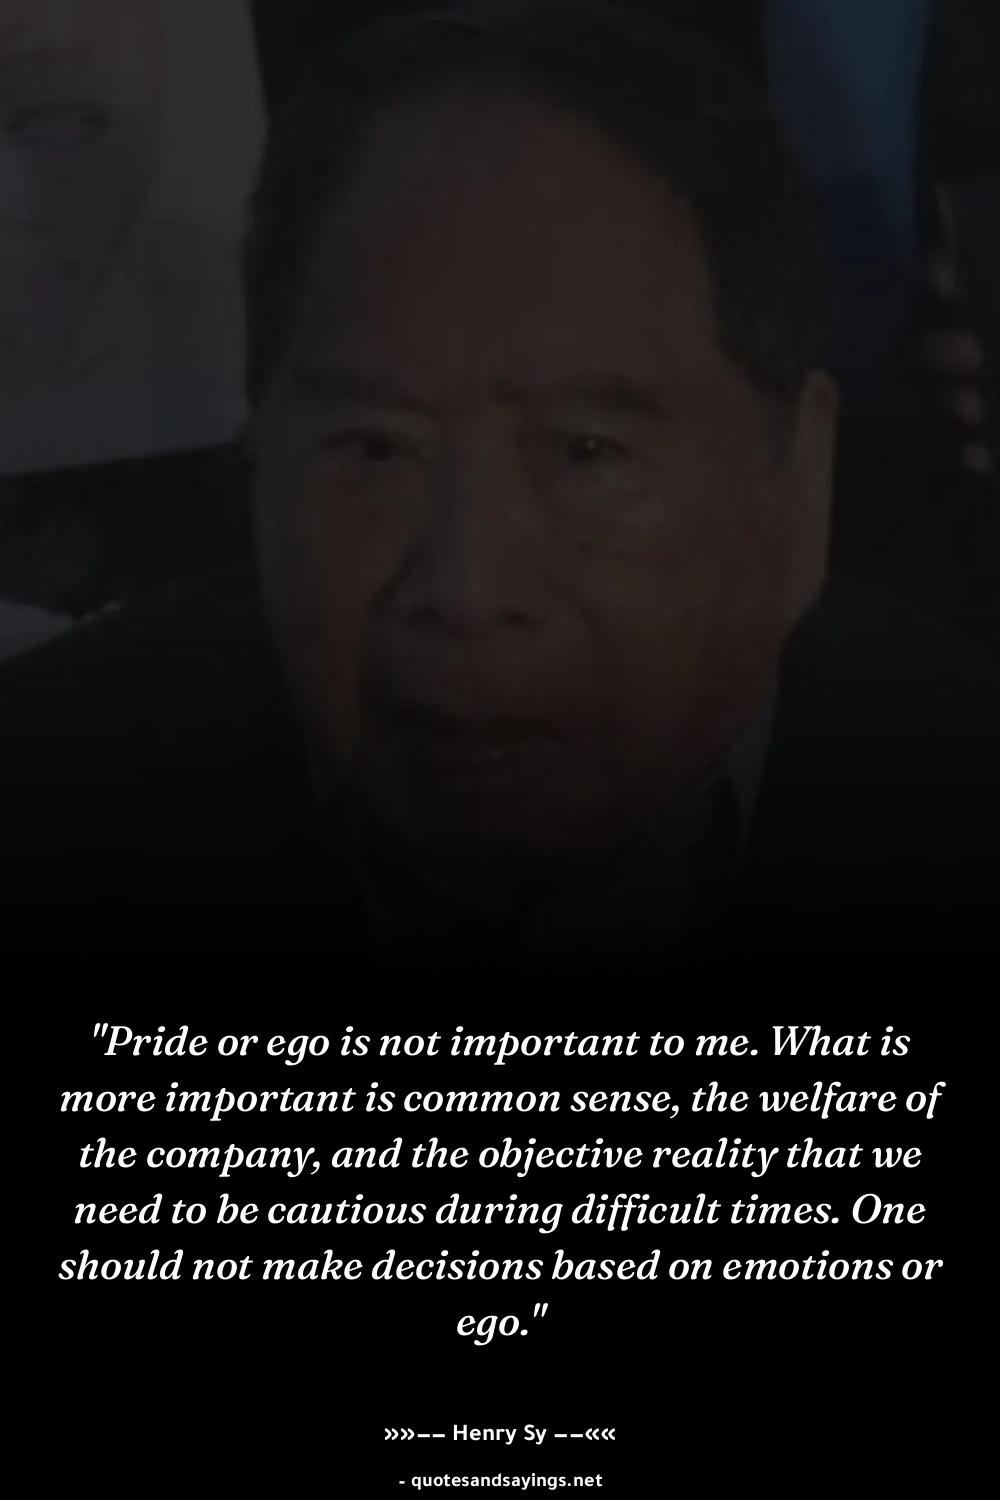 "Pride or ego is not important to me. What is
more important is common sense, the welfare of
the company, and the objective reality that we
need to be cautious during difficult times. One
should not make decisions based on emotions or
ego."
»»−− Henry Sy −−««
- quotesandsayings.net